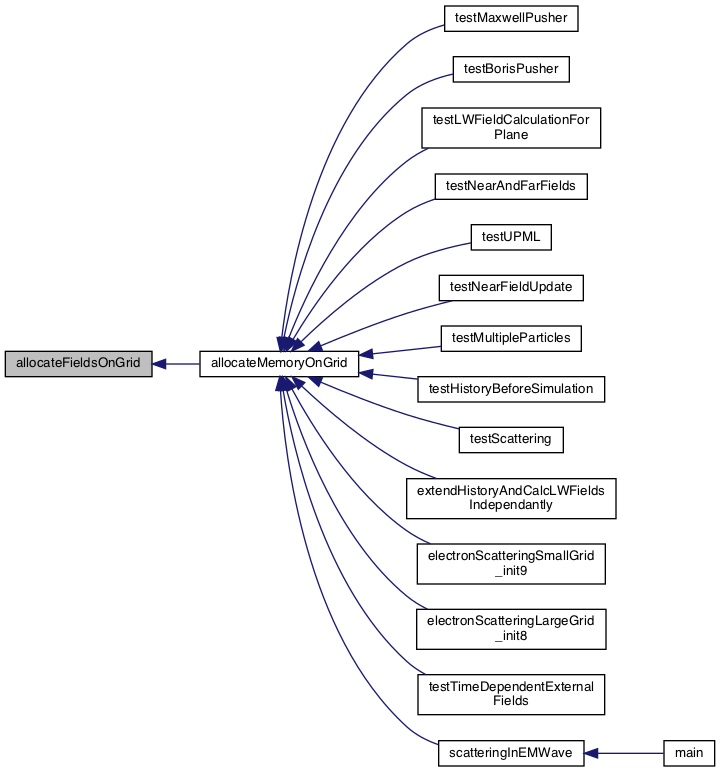 testMaxwellPusher
testBorisPusher
testLWFieldCalculationFor
Plane
testNearAndFarFields
testUPML
testNearFieldUpdate
testMultipleParticles
allocateFieldsOnGrid
allocateMemoryOnGrid
testHistoryBeforeSimulation
testScattering
extendHistoryAndCalcLWFields
Independantly
electronScatteringSmallGrid
_init9
electronScatteringLargeGrid
_init8
testTimeDependentExternal
Fields
scatteringInEMWave
main